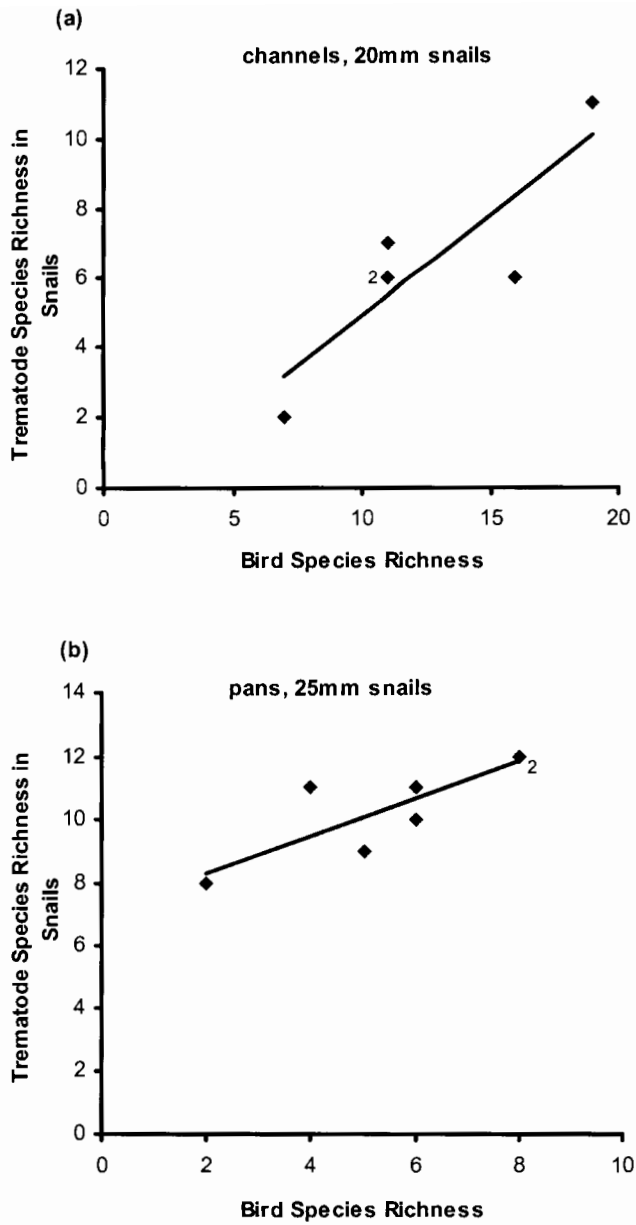 (a)
channels, 20mm snails
Trematode Species Richness in
Snails
12
10
8
6
4
2
0
2
0 5 10 15 20
Bird Species Richness
(b)
pans, 25mm snails
Trematode Species Richness in
Snails
14
12
10
8
6
4
2
0
2
0 2 4 6 8 10
Bird Species Richness